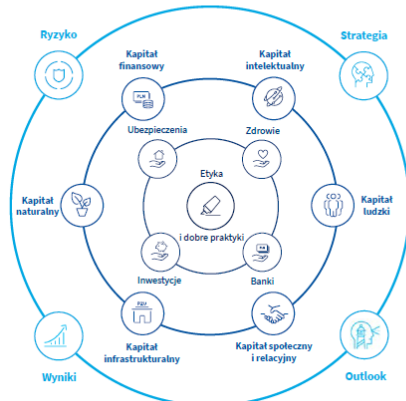 Ryzyko
Strategia
Kapitał
finansowy
Kapitał
intelektualny
Ubezpieczenia
Zdrowie
Kapitał
naturalny
Etyka
i dobre praktyki
Kapitał
ludzki
Inwestycje
Banki
Kapitał
infrastrukturalny
Kapitał społeczny
i relacyjny
Wyniki
Outlook